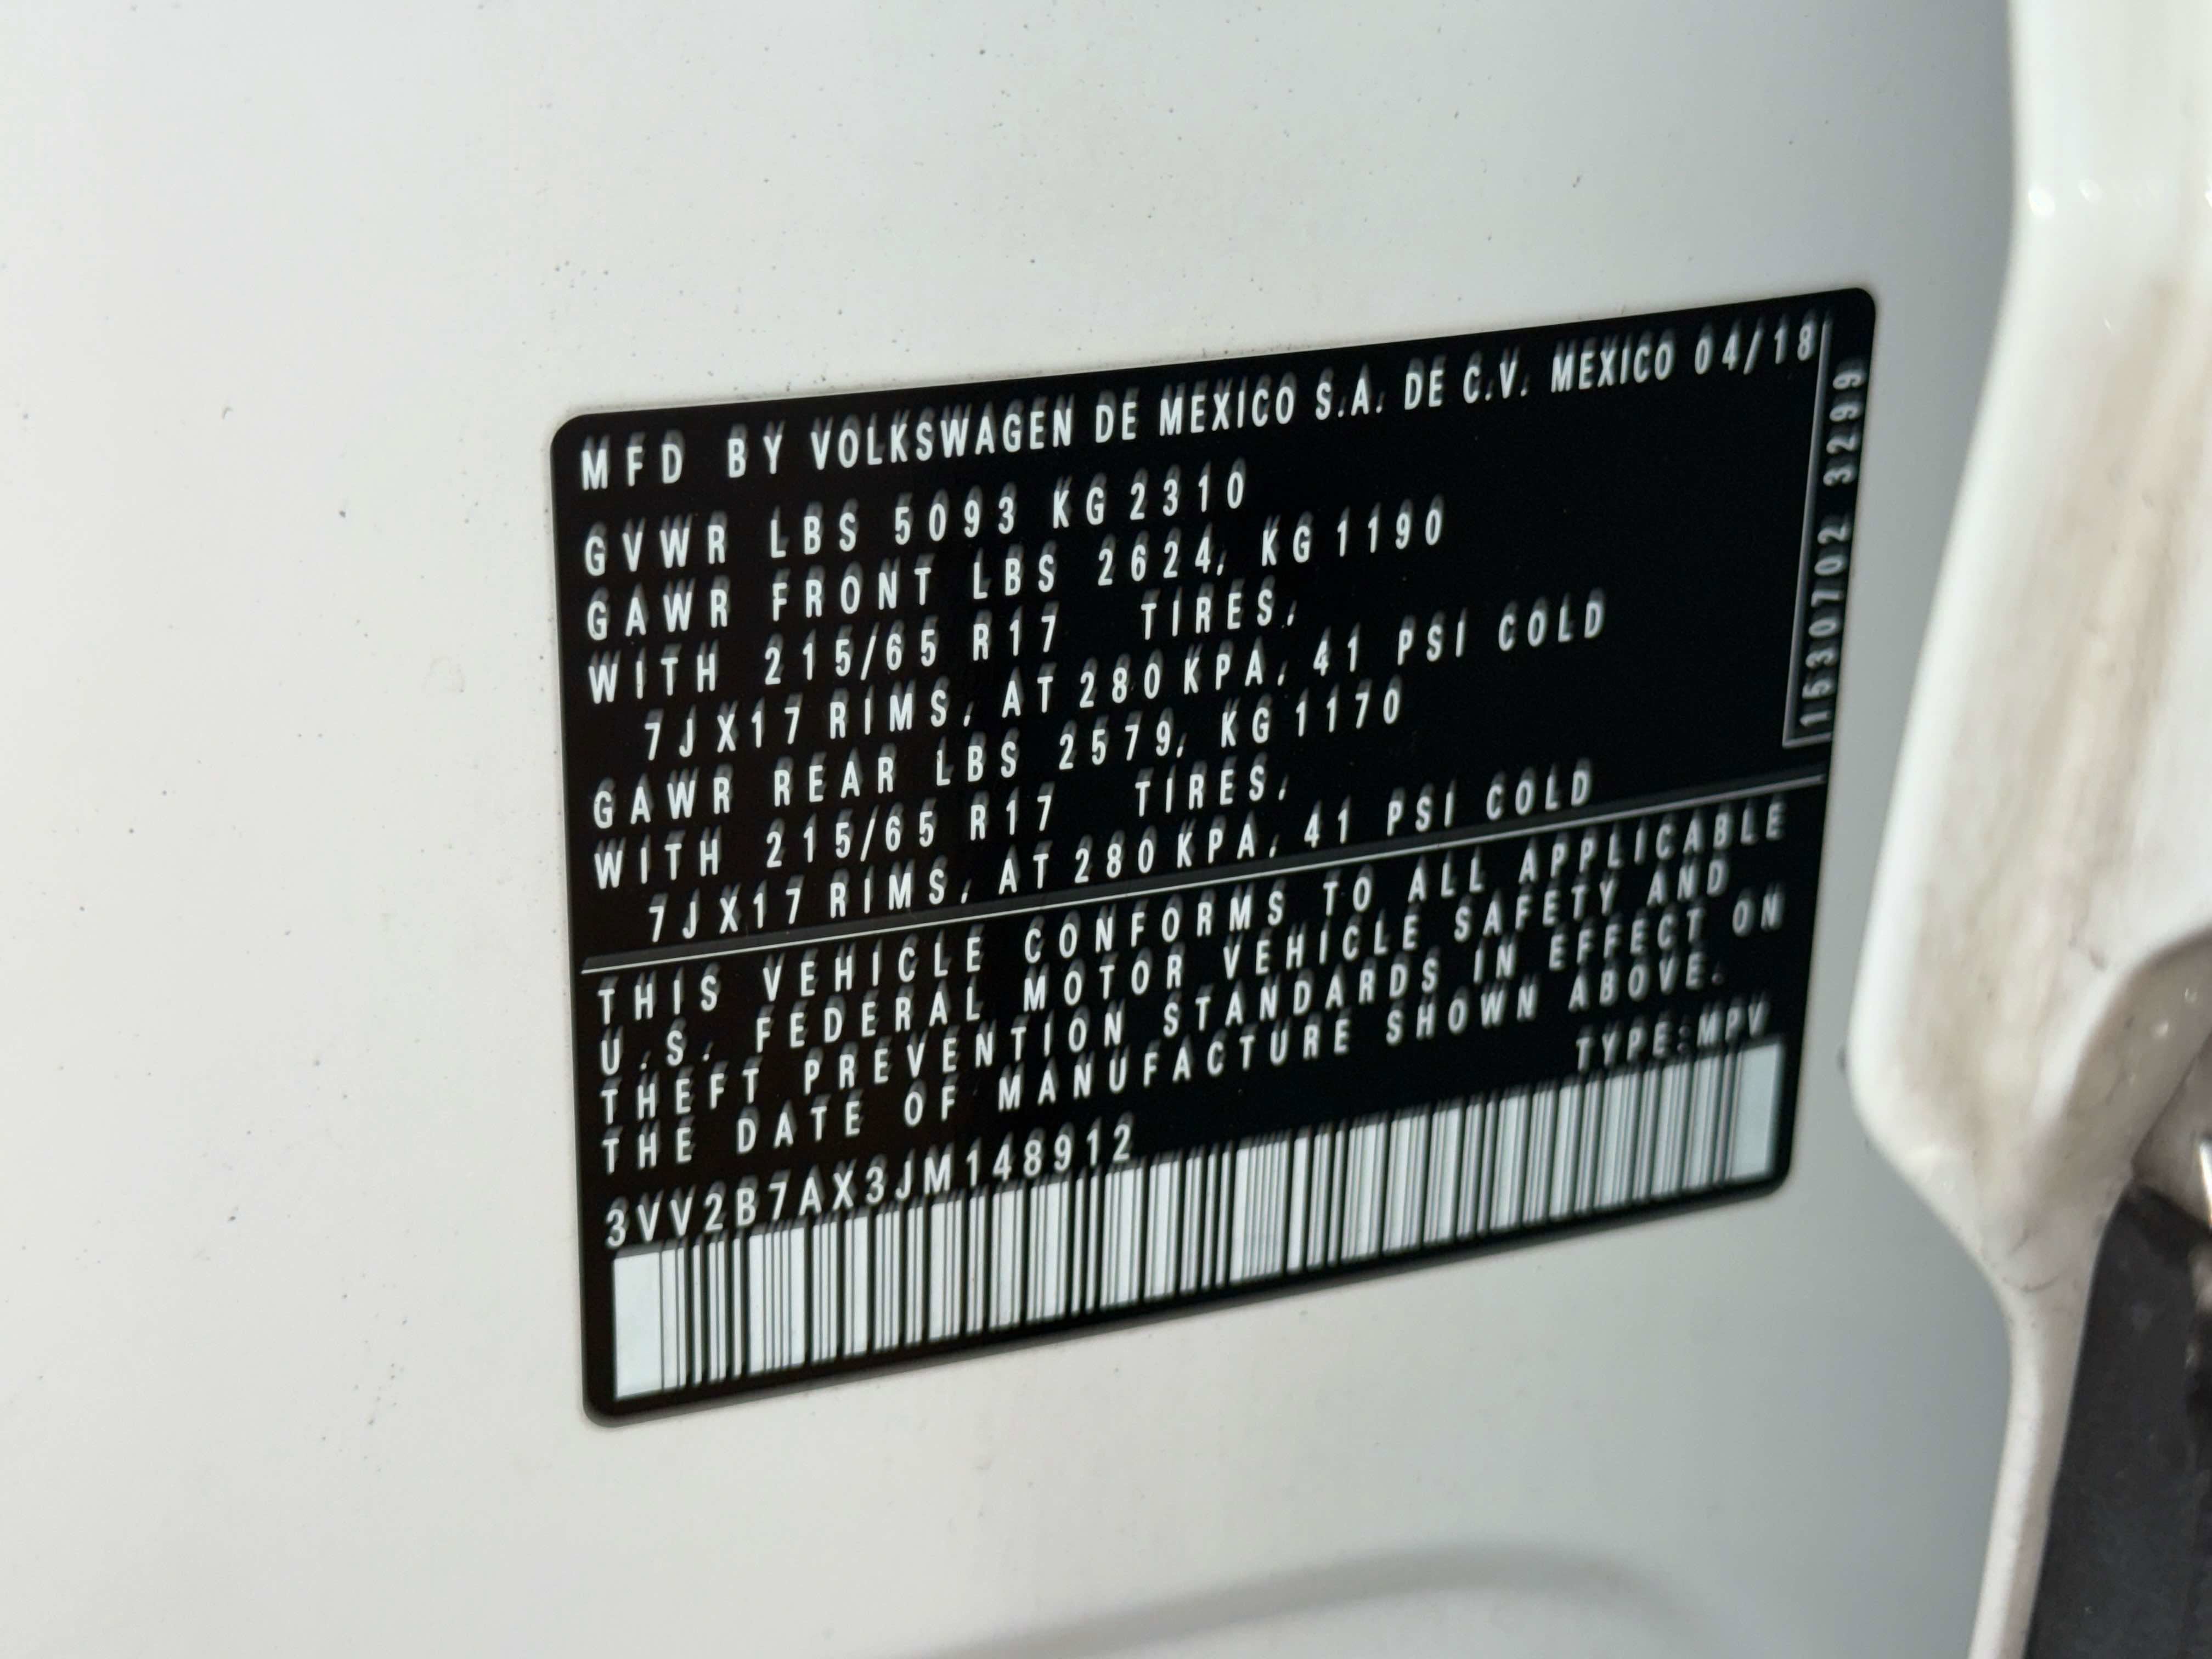 MFD BY VOLKSWAGEN DE MEXICO S.A. DE C.V. MEXICO 04/18
GVWR LBS 5093 KG 2310
GAWR FRONT LBS 2624, KG 1190
WITH 215/65 R17 TIRES,
7JX17 RIMS, AT 280 KPA, 41 PSI COLD
GAWR REAR LBS 2579, KG 1170
WITH 215/65 R17 TIRES,
7JX17 RIMS, AT 280 KPA, 41 PSI COLD
15307702 3299
THIS VEHICLE CONFORMS TO ALL APPLICABLE
U.S. FEDERAL MOTOR VEHICLE SAFETY AND
THEFT PREVENTION STANDARDS IN EFFECT ON
THE DATE OF MANUFACTURE SHOWN ABOVE.
TYPE:MPV
3VV2B7AX3JM148912